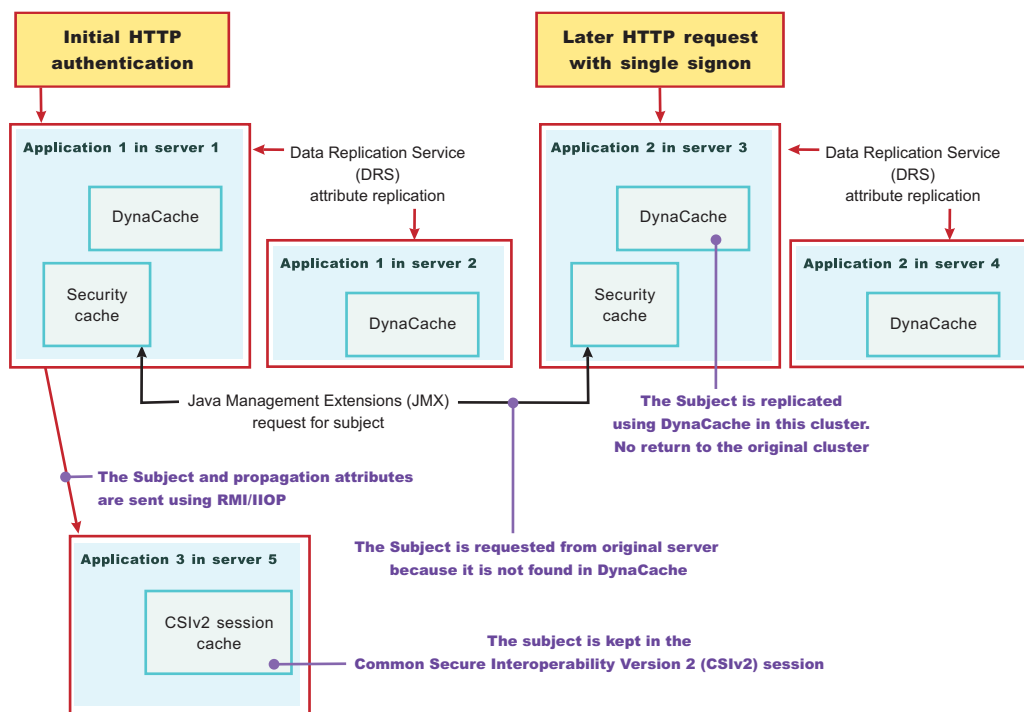 Initial HTTP
authentication
Later HTTP request
with single signon
Application 1 in server 1
DynaCache
Security
cache
Data Replication Service
(DRS)
attribute replication
Application 1 in server 2
DynaCache
Application 2 in server 3
DynaCache
Security
cache
Data Replication Service
(DRS)
attribute replication
Application 2 in server 4
DynaCache
Java Management Extensions (JMX)
request for subject
The Subject is replicated
using DynaCache in this cluster.
No return to the original cluster
The Subject and propagation attributes
are sent using RMI/IIOP
The Subject is requested from original server
because it is not found in DynaCache
Application 3 in server 5
CSIv2 session
cache
The subject is kept in the
Common Secure Interoperability Version 2 (CSIv2) session